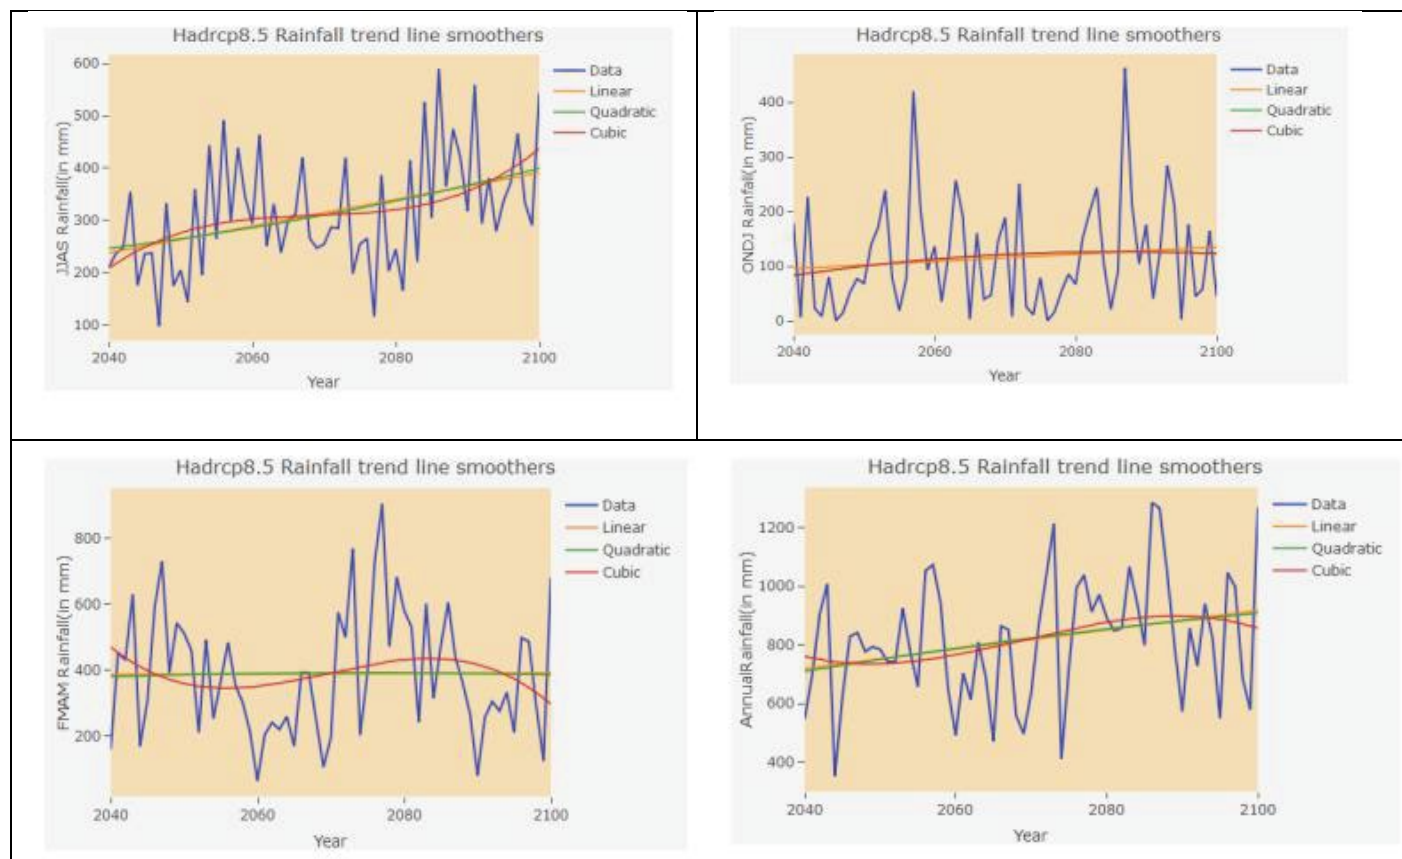 Hadrcp8.5 Rainfall trend line smoothers
JJAS Rainfall(in mm)
600
500
400
300
200
100
2040
2060
2080
2100
Year
Data
Linear
Quadratic
Cubic
Hadrcp8.5 Rainfall trend line smoothers
ONDJ Rainfall(in mm)
400
300
200
100
0
2040
2060
2080
2100
Year
Data
Linear
Quadratic
Cubic
Hadrcp8.5 Rainfall trend line smoothers
FMAM Rainfall(in mm)
800
600
400
200
2040
2060
2080
2100
Year
Data
Linear
Quadratic
Cubic
Hadrcp8.5 Rainfall trend line smoothers
AnnualRainfall(in mm)
1200
1000
800
600
400
2040
2060
2080
2100
Year
Data
Linear
Quadratic
Cubic